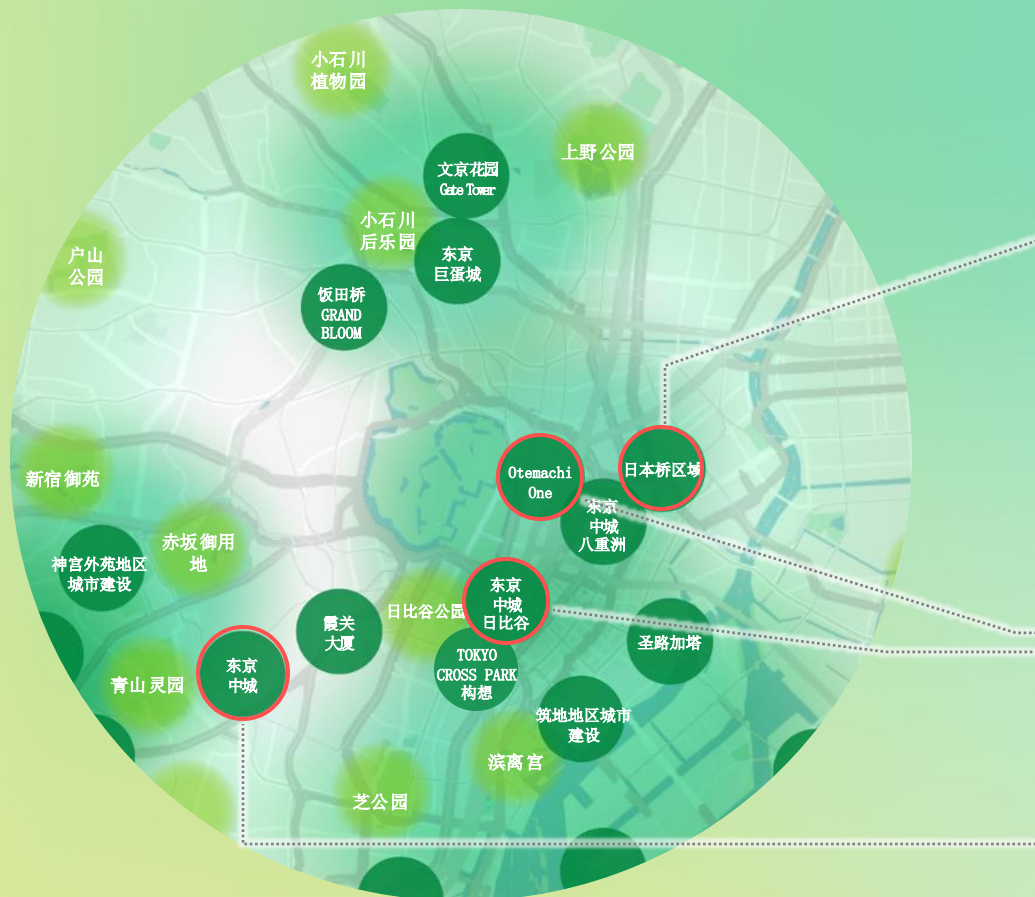 小石川
植物园
上野公园
文京花园
Gate Tower
小石川
后乐园
东京
巨蛋城
户山
公园
饭田桥
GRAND
BLOOM
Otemachi
One
日本桥区域
新宿御苑
东京
中城
八重洲
赤坂御用
地
神宫外苑地区
城市建设
东京
中城
日比谷
日比谷公园
霞关
大厦
圣路加塔
TOKYO
CROSS PARK
构想
东京
中城
青山灵园
筑地地区城市
建设
滨离宫
芝公园